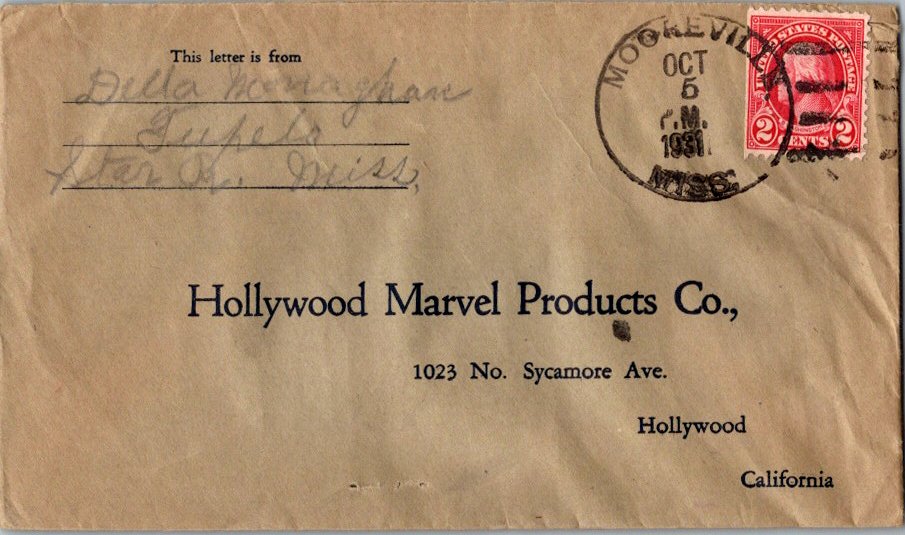 This letter is from
Della Monaghan
Tupelo
Star R. Miss.
MOOREVILLE
OCT
5
P.M.
1931
MISS.
UNITED STATES POSTAGE
WASHINGTON
2 CENTS 2
Hollywood Marvel Products Co.,
1023 No. Sycamore Ave.
Hollywood
California